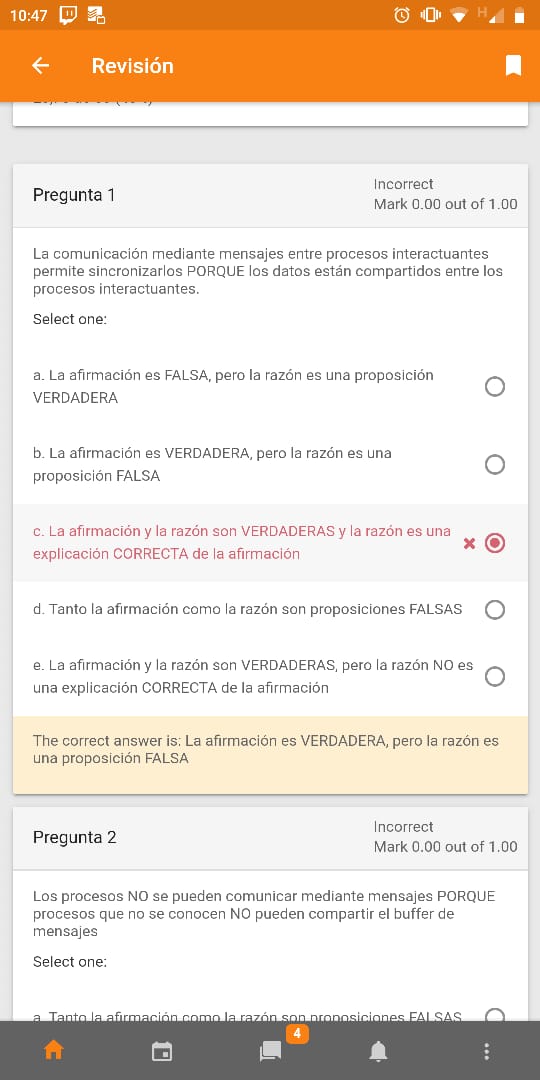 10:47
H
Revisión
Pregunta 1
Incorrect
Mark 0.00 out of 1.00
La comunicación mediante mensajes entre procesos interactuantes
permite sincronizarlos PORQUE los datos están compartidos entre los
procesos interactuantes.
Select one:
a. La afirmación es FALSA, pero la razón es una proposición
VERDADERA
b. La afirmación es VERDADERA, pero la razón es una
proposición FALSA
c. La afirmación y la razón son VERDADERAS y la razón es una
explicación CORRECTA de la afirmación
d. Tanto la afirmación como la razón son proposiciones FALSAS
e. La afirmación y la razón son VERDADERAS, pero la razón NO es
una explicación CORRECTA de la afirmación
The correct answer is: La afirmación es VERDADERA, pero la razón es
una proposición FALSA
Pregunta 2
Incorrect
Mark 0.00 out of 1.00
Los procesos NO se pueden comunicar mediante mensajes PORQUE
procesos que no se conocen NO pueden compartir el buffer de
mensajes
Select one:
a. Tanto la afirmación como la razón son proposiciones FALSAS
4